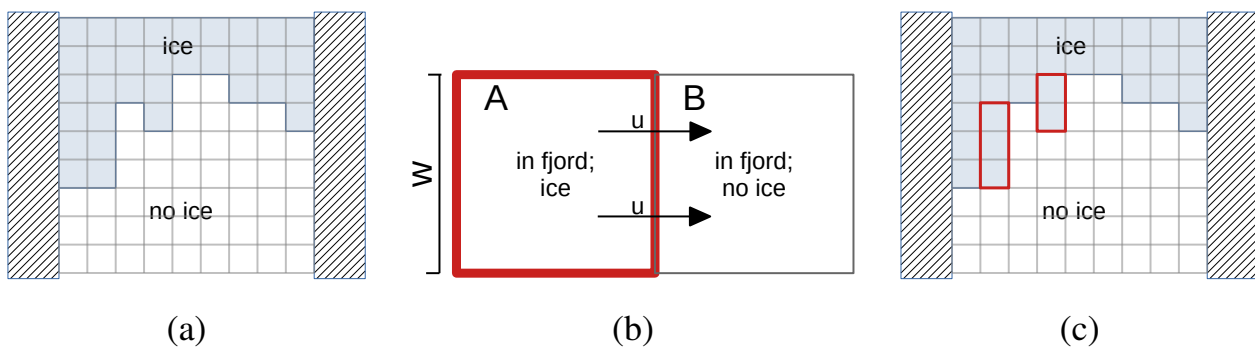 ice
no ice
(a)
W
A
B
u
in fjord;
ice
in fjord;
no ice
u
(b)
ice
no ice
(c)